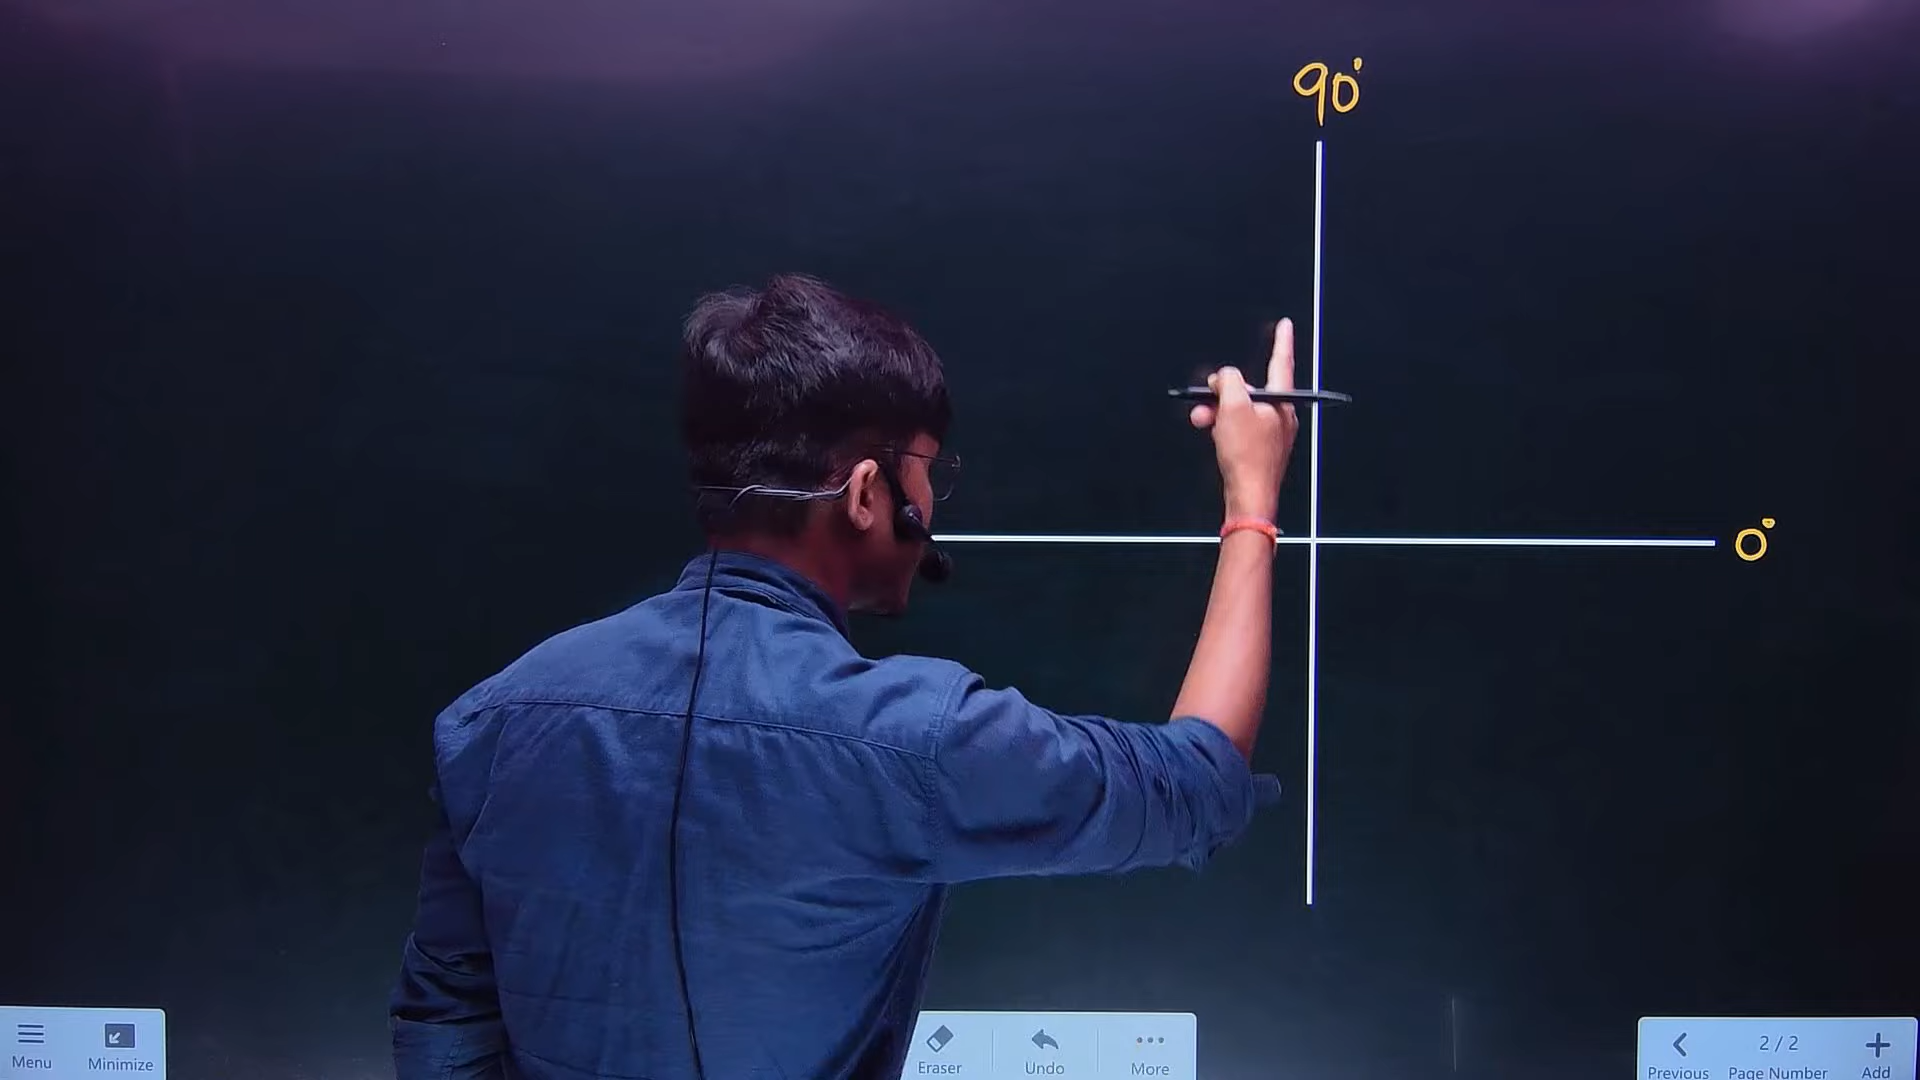 90°
0°
Menu
Minimize
Eraser
Undo
More
Previous
2 / 2
Page Number
Add